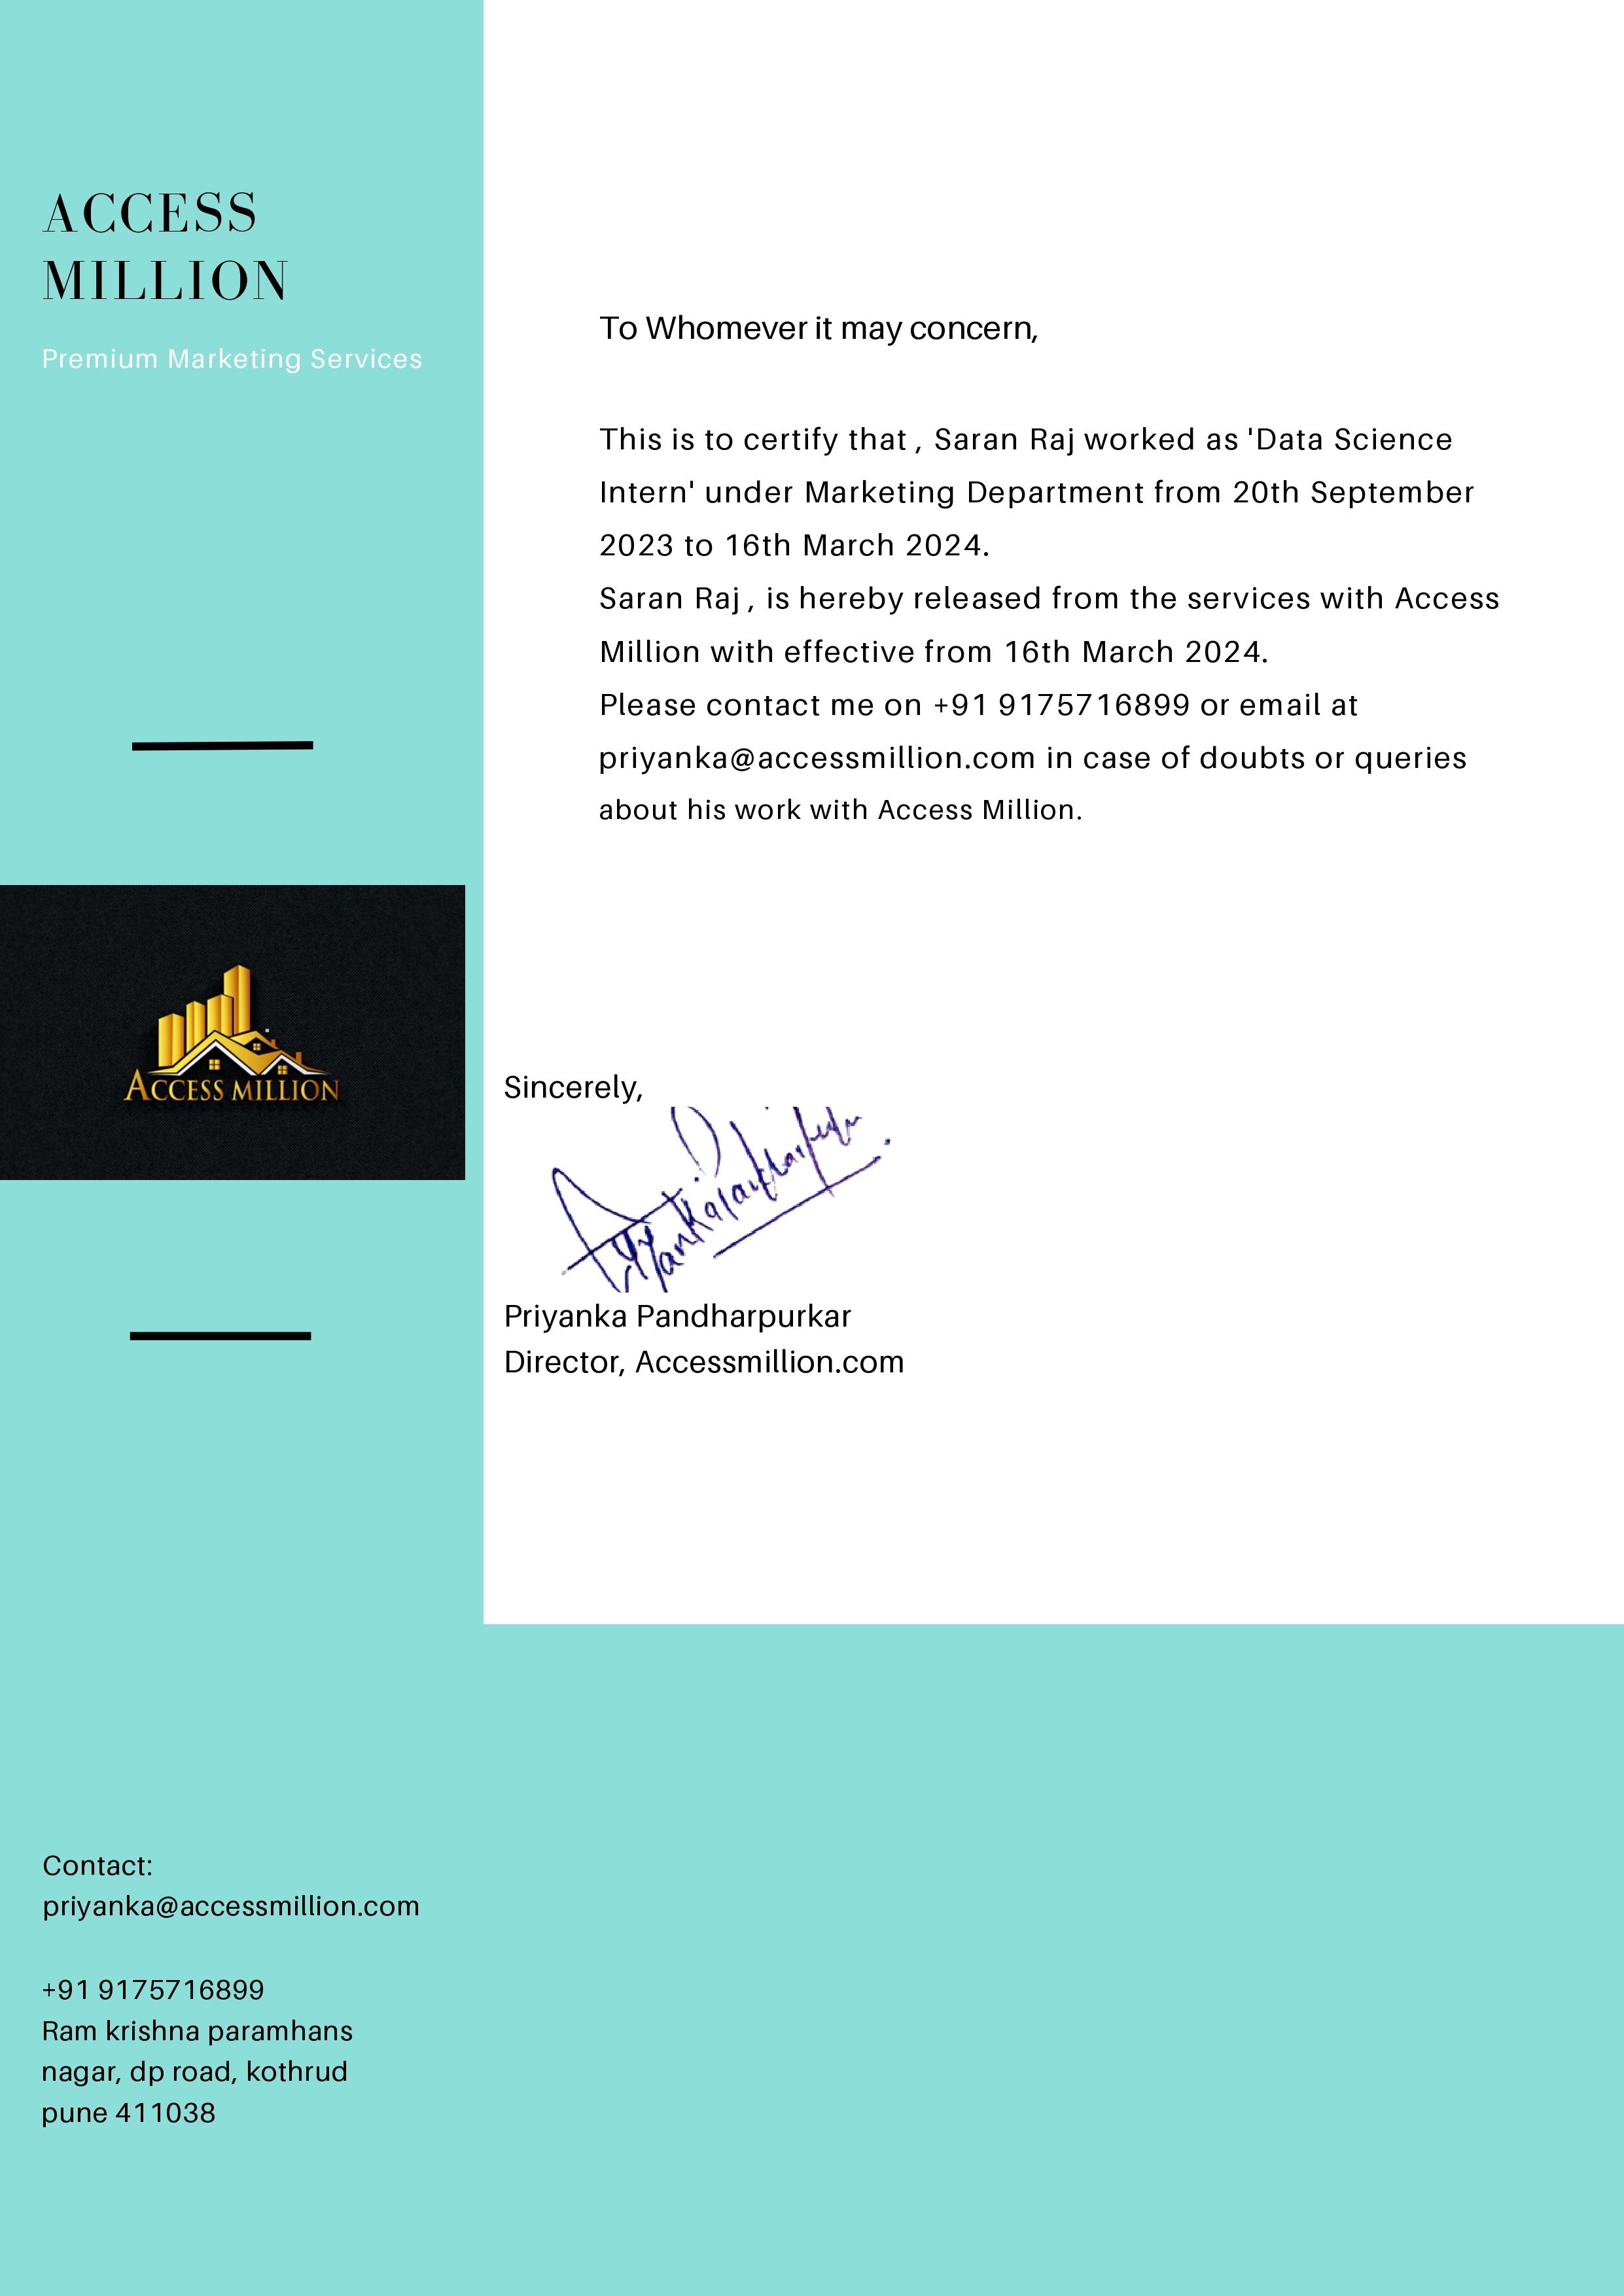 ACCESS
MILLION
Premium Marketing Services
To Whomever it may concern,
This is to certify that , Saran Raj worked as 'Data Science
Intern' under Marketing Department from 20th September
2023 to 16th March 2024.
Saran Raj , is hereby released from the services with Access
Million with effective from 16th March 2024.
Please contact me on +91 9175716899 or email at
priyanka@accessmillion.com in case of doubts or queries
about his work with Access Million.
ACCESS MILLION
Sincerely,
Priyanka Pandharpurkar
Director, Accessmillion.com
Contact:
priyanka@accessmillion.com
+91 9175716899
Ram krishna paramhans
nagar, dp road, kothrud
pune 411038